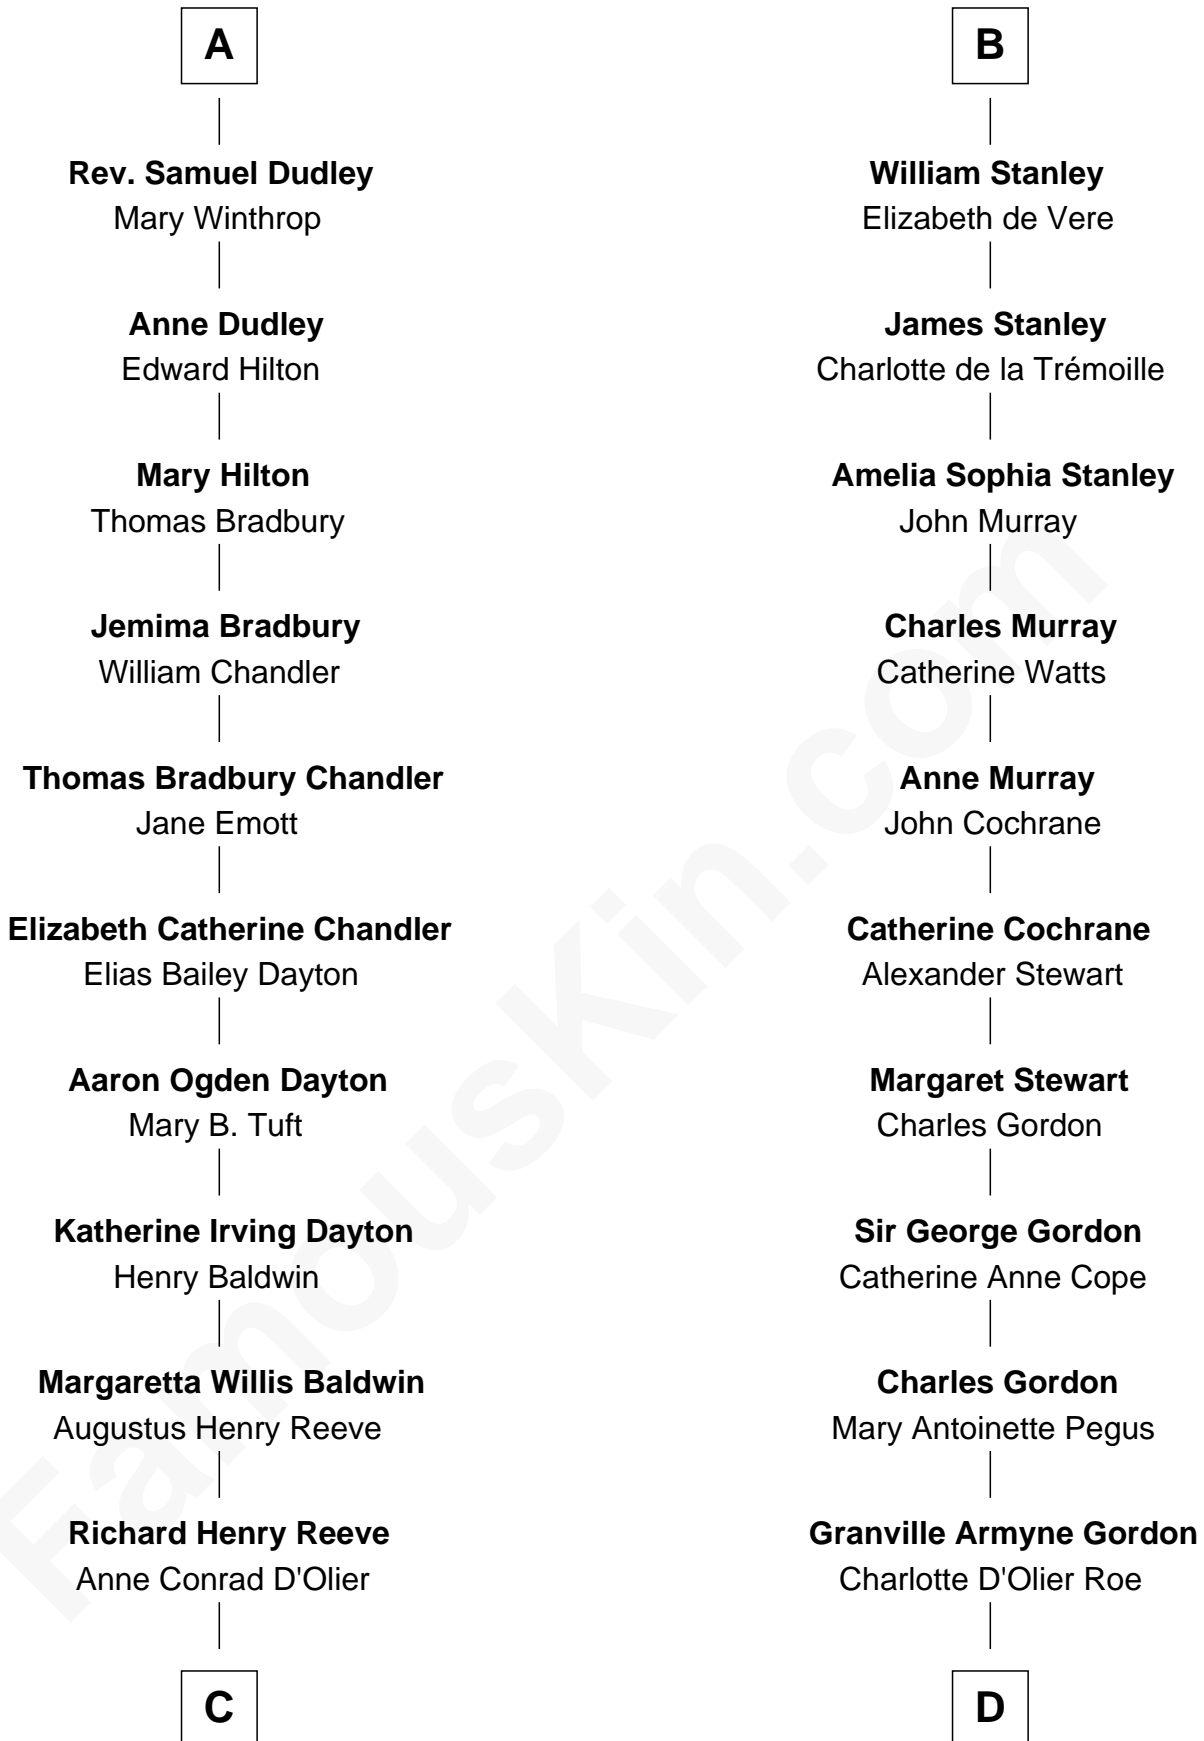 A
Rev. Samuel Dudley
Mary Winthrop
Anne Dudley
Edward Hilton
Mary Hilton
Thomas Bradbury
Jemima Bradbury
William Chandler
Thomas Bradbury Chandler
Jane Emott
Elizabeth Catherine Chandler
Elias Bailey Dayton
Aaron Ogden Dayton
Mary B. Tuft
Katherine Irving Dayton
Henry Baldwin
Margaretta Willis Baldwin
Augustus Henry Reeve
Richard Henry Reeve
Anne Conrad D'Olier
C
B
William Stanley
Elizabeth de Vere
James Stanley
Charlotte de la Trémoille
Amelia Sophia Stanley
John Murray
Charles Murray
Catherine Watts
Anne Murray
John Cochrane
Catherine Cochrane
Alexander Stewart
Margaret Stewart
Charles Gordon
Sir George Gordon
Catherine Anne Cope
Charles Gordon
Mary Antoinette Pegus
Granville Armyne Gordon
Charlotte D'Olier Roe
D
FamousKin.com